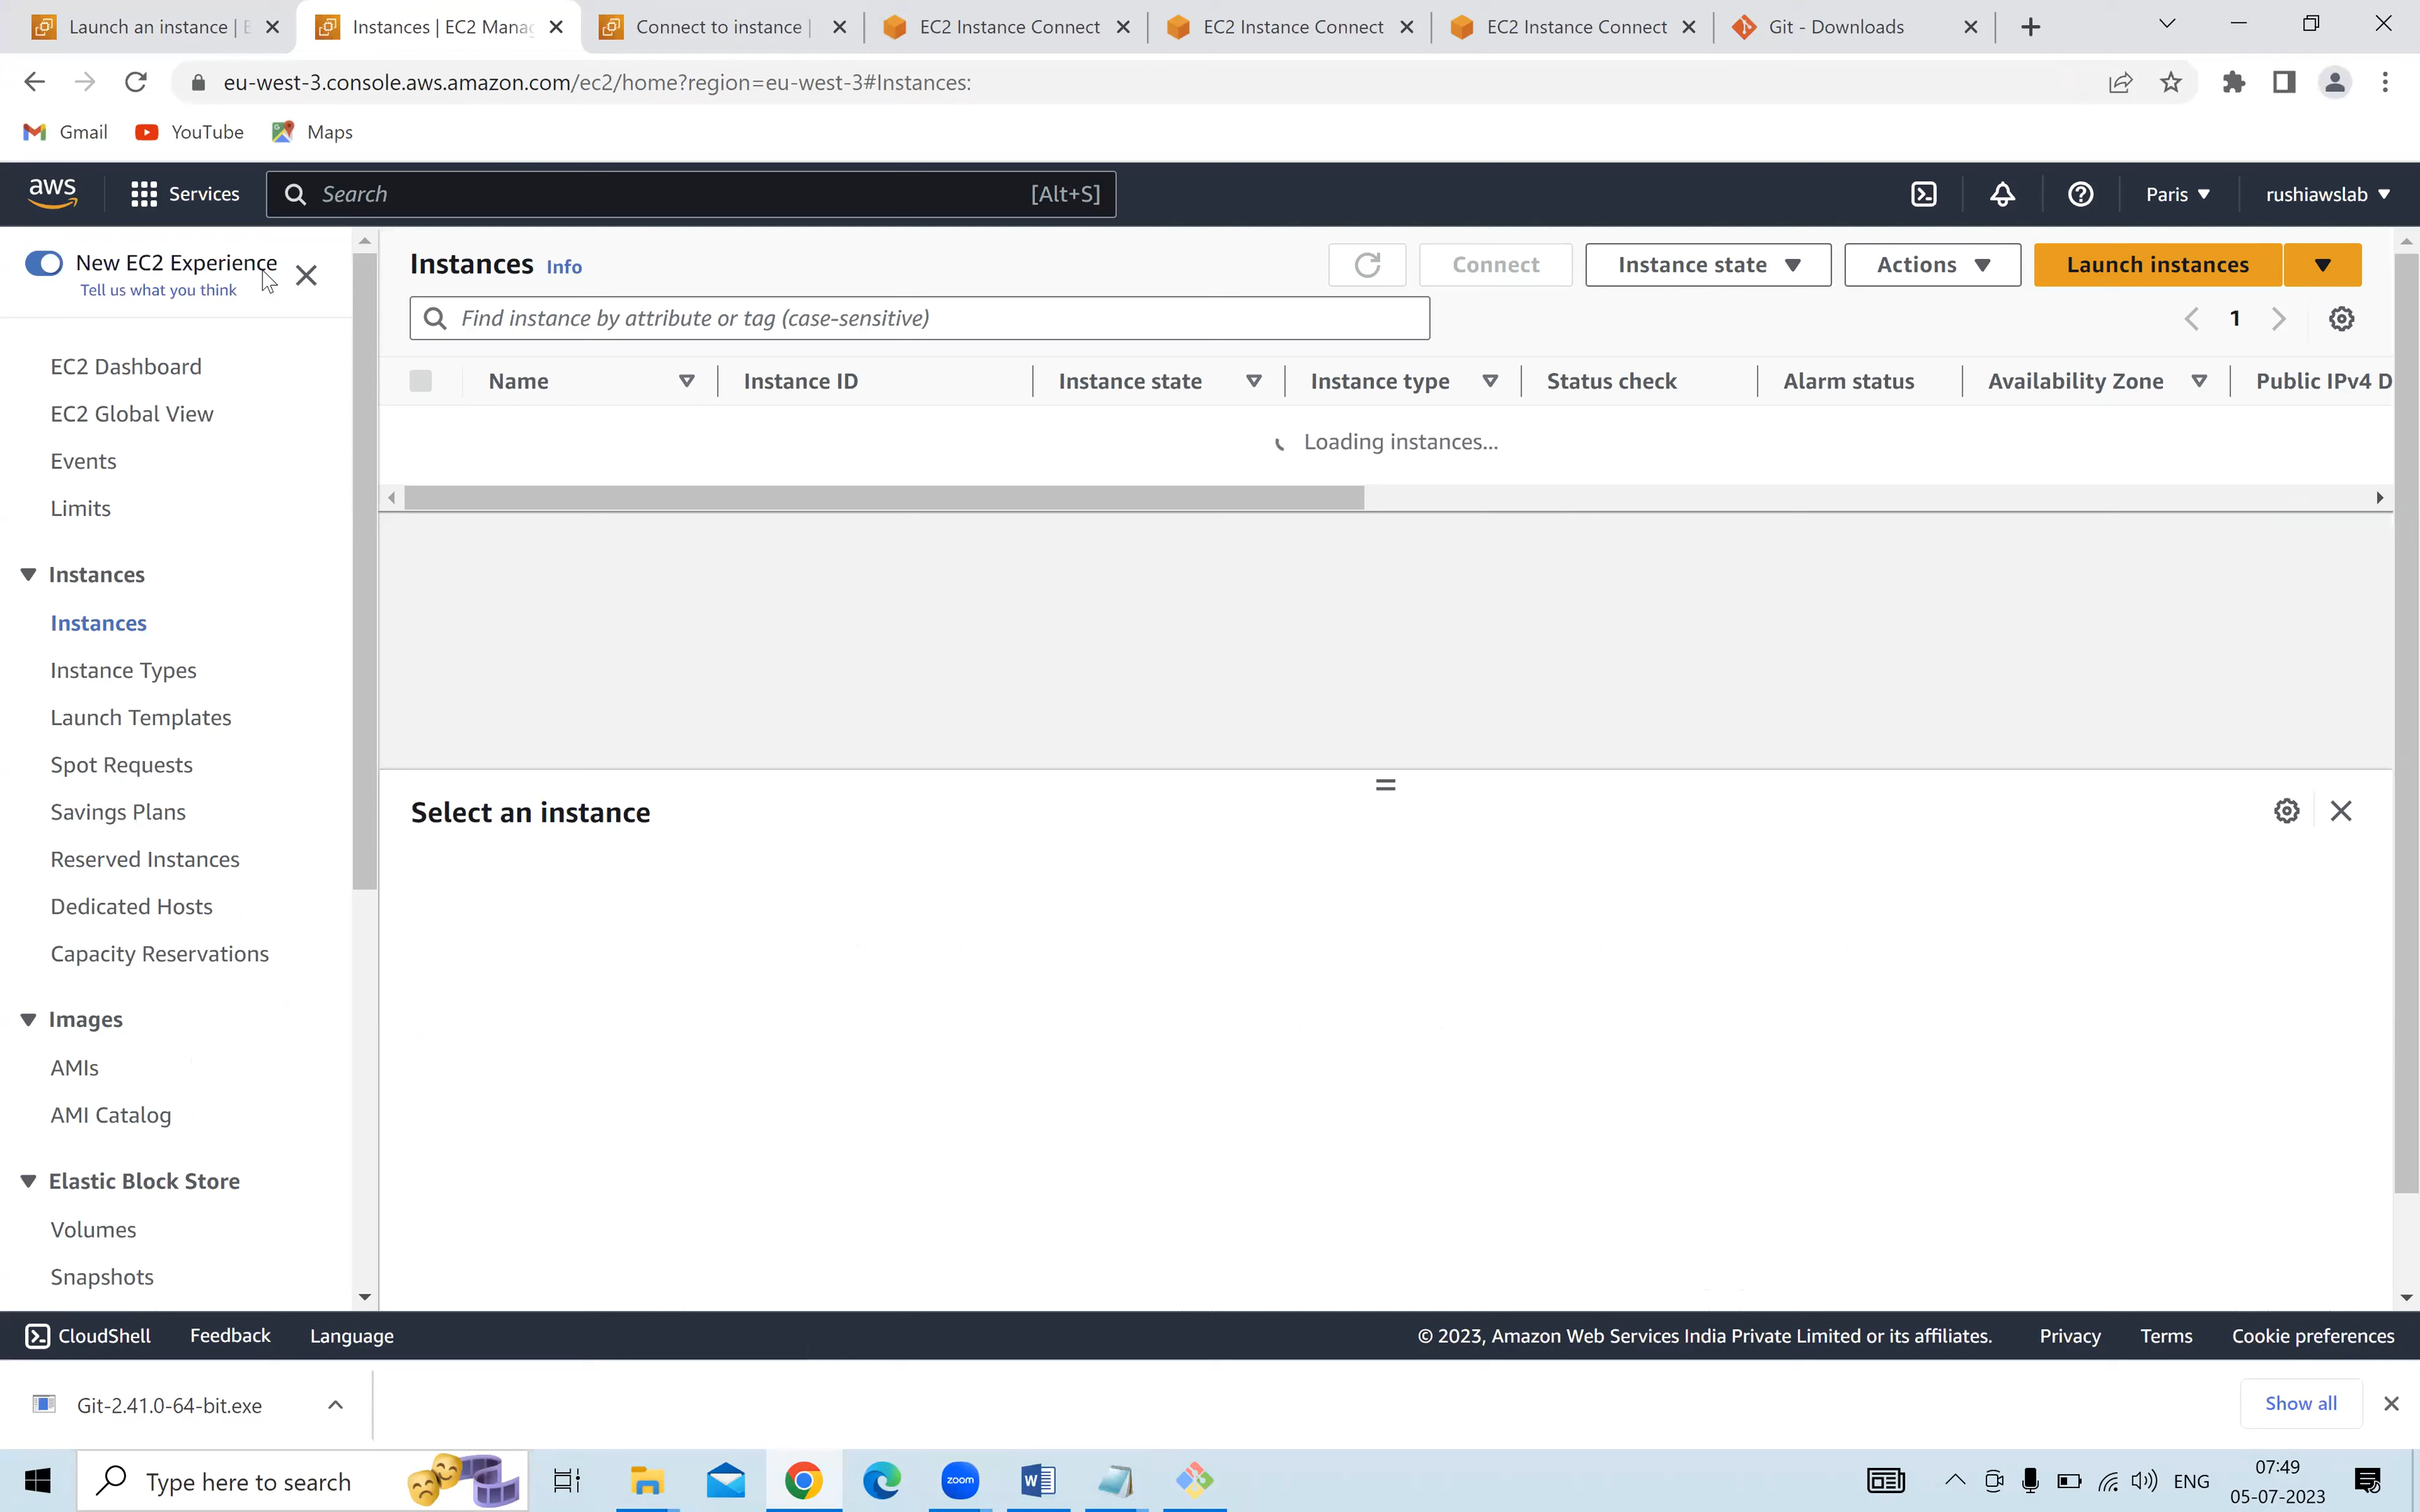 Launch an instance | E
Instances | EC2 Manag
Connect to instance |
EC2 Instance Connect
EC2 Instance Connect
EC2 Instance Connect
Git - Downloads
eu-west-3.console.aws.amazon.com/ec2/home?region=eu-west-3#Instances:
Gmail
YouTube
Maps
aws
Services
Search
[Alt+S]
Paris
rushiawslab
New EC2 Experience
Tell us what you think
EC2 Dashboard
EC2 Global View
Events
Limits
Instances
Instances
Instance Types
Launch Templates
Spot Requests
Savings Plans
Reserved Instances
Dedicated Hosts
Capacity Reservations
Images
AMIs
AMI Catalog
Elastic Block Store
Volumes
Snapshots
Instances Info
Connect
Instance state
Actions
Launch instances
Find instance by attribute or tag (case-sensitive)
1
Name
Instance ID
Instance state
Instance type
Status check
Alarm status
Availability Zone
Public IPv4 D
Loading instances...
Select an instance
CloudShell
Feedback
Language
© 2023, Amazon Web Services India Private Limited or its affiliates.
Privacy
Terms
Cookie preferences
Git-2.41.0-64-bit.exe
Show all
Type here to search
zoom
W
ENG
07:49
05-07-2023